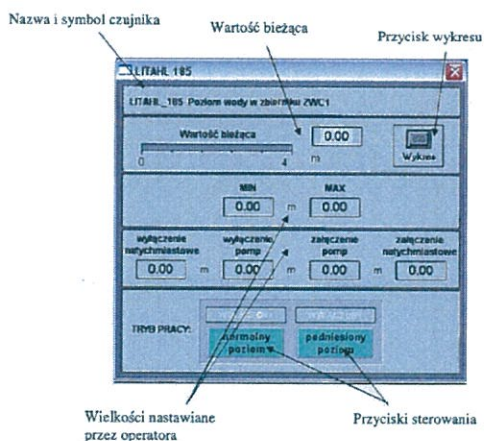 Nazwa i symbol czujnika
Wartość bieżąca
Przycisk wykresu
LITAHL 185
LITAHL_185 Poziom wody w zbiorniku ZWC1
Wartość bieżąca
0.00
0
4
m
Wykres
MIN
MAX
0.00 m 0.00
wyłączenie natychmiastowe
wyłączenie pomp
załączenie pomp
załączenie natychmiastowe
0.00 m 0.00 m 0.00 m 0.00
TRYB PRACY:
normalny poziom
podniesiony poziom
Wielkości nastawiane
przez operatora
Przyciski sterowania